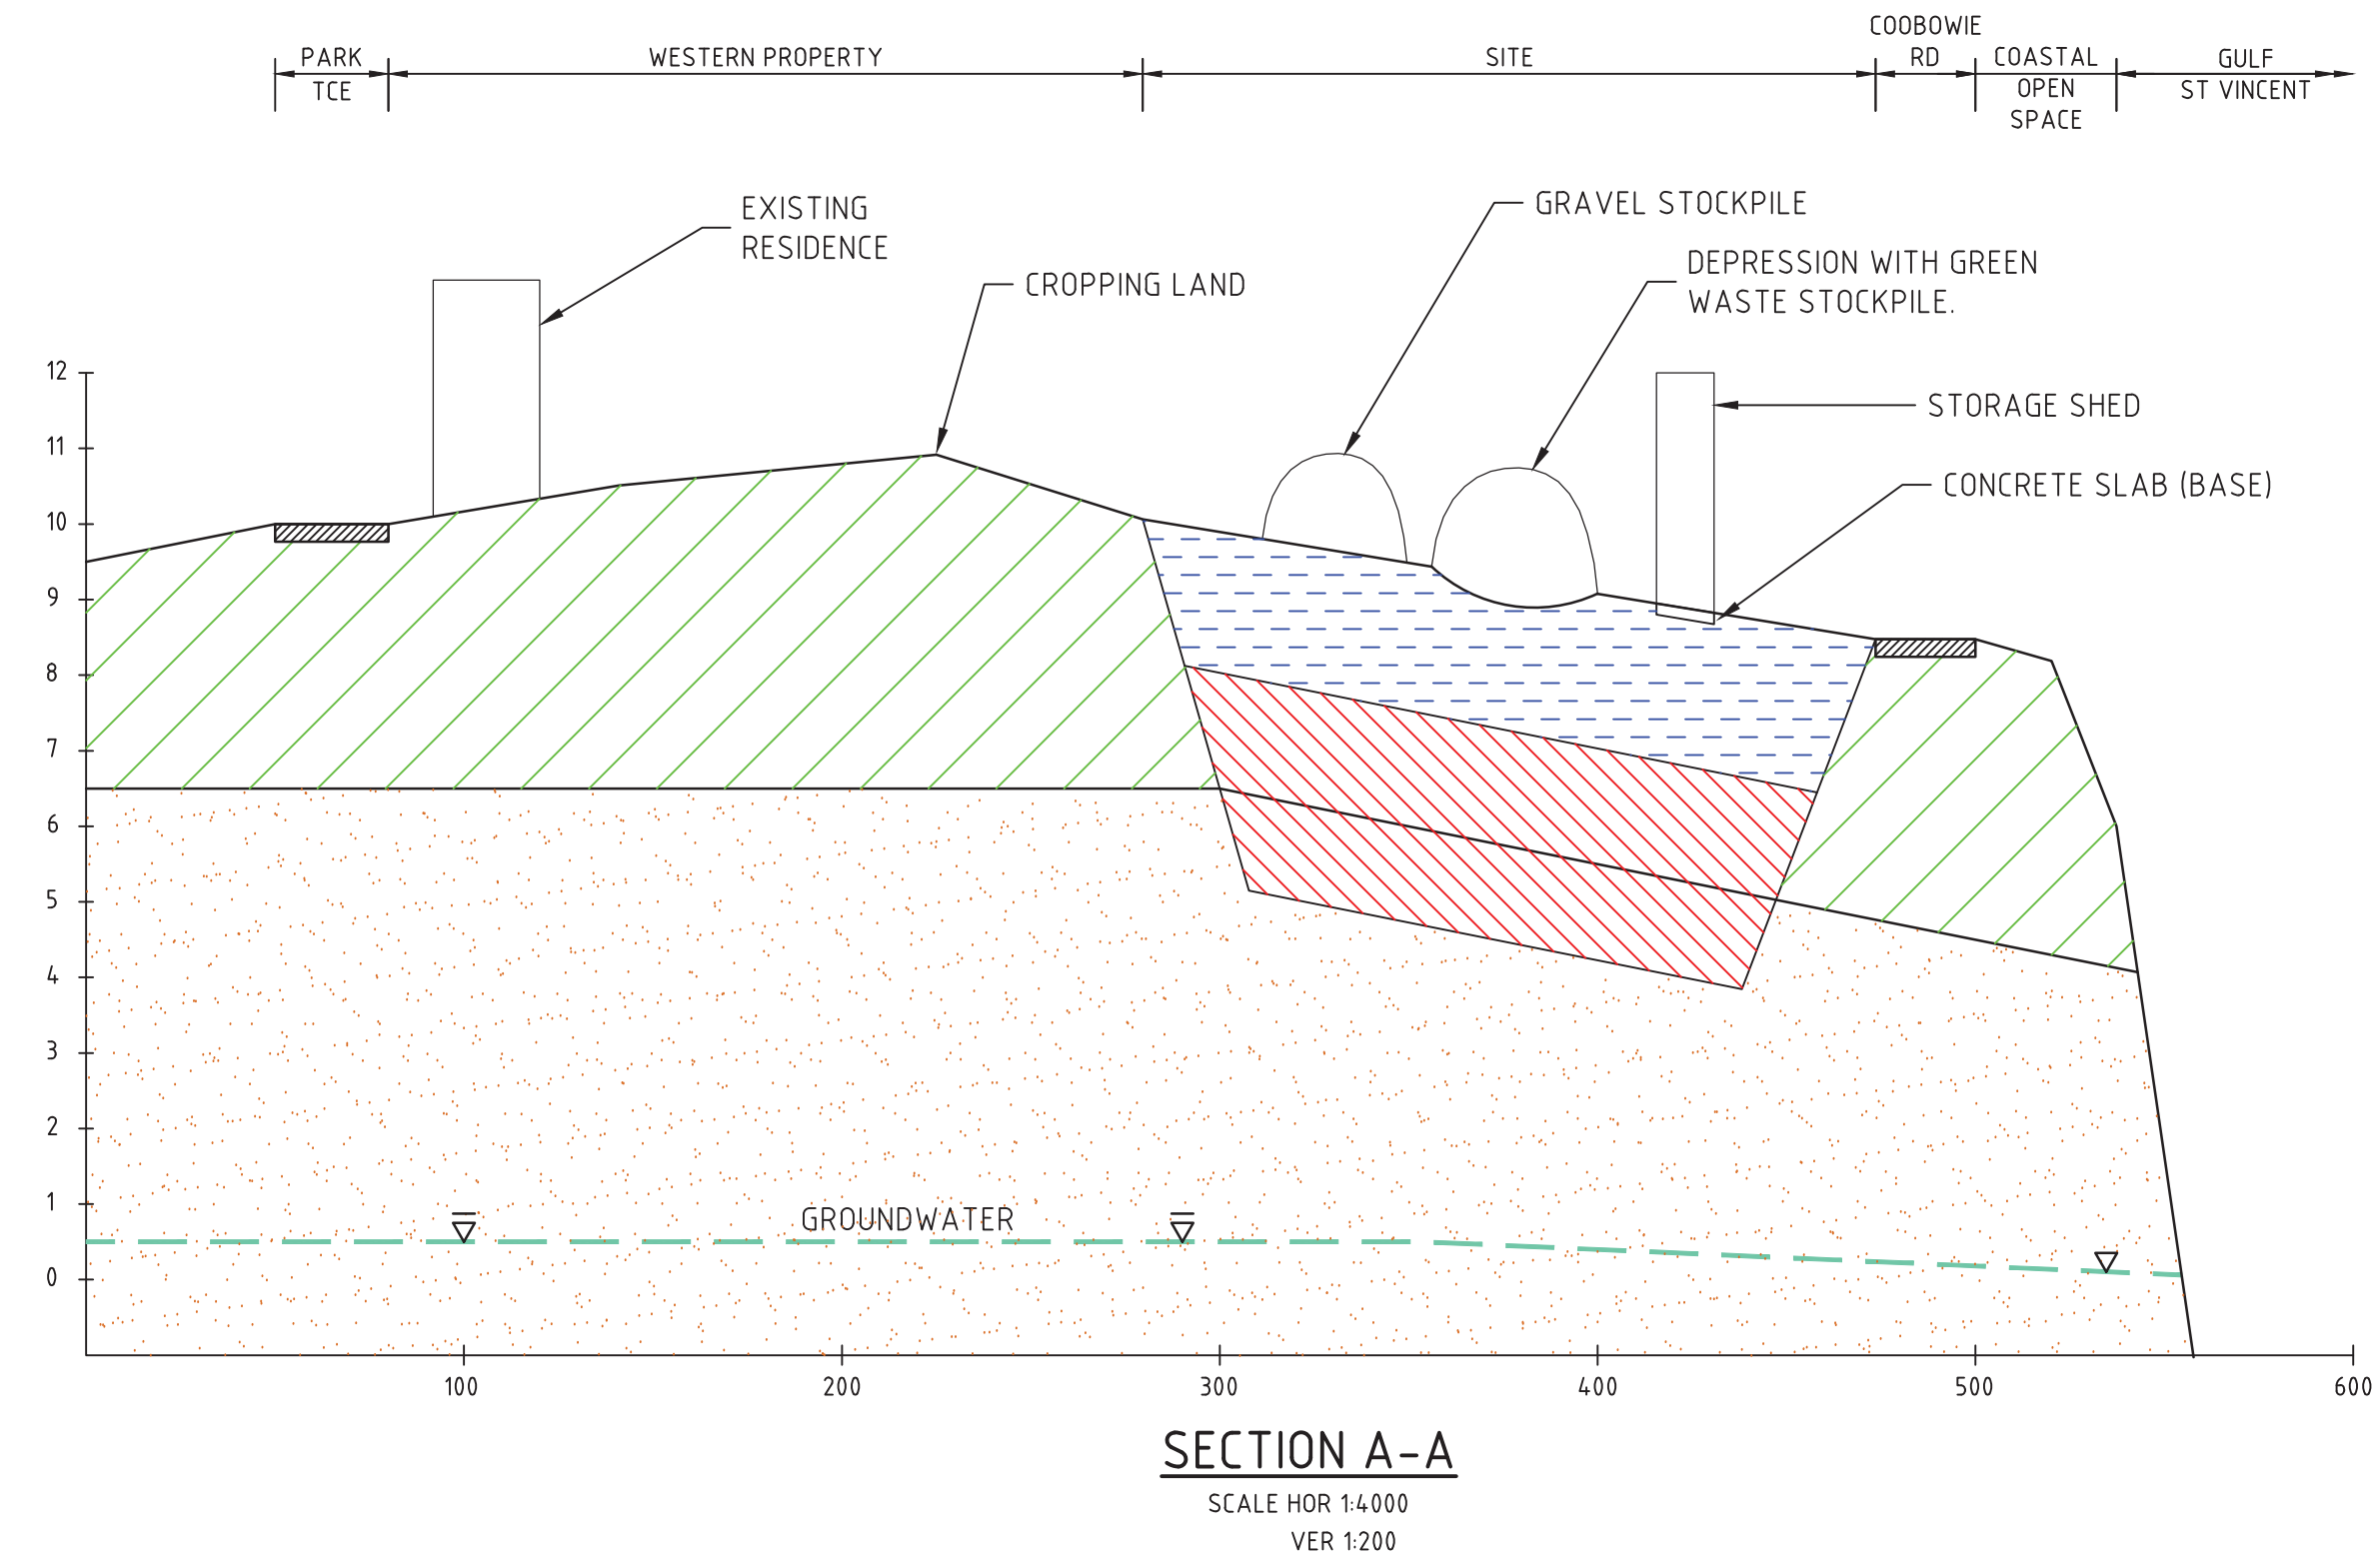 COOBOWIE
PARK
TCE
WESTERN PROPERTY
SITE
RD
COASTAL
OPEN
SPACE
GULF
ST VINCENT
EXISTING
RESIDENCE
CROPPING LAND
GRAVEL STOCKPILE
DEPRESSION WITH GREEN
WASTE STOCKPILE.
STORAGE SHED
CONCRETE SLAB (BASE)
12
11
10
9
8
7
6
5
4
3
2
1
0
GROUNDWATER
100
200
300
400
500
600
SECTION A-A
SCALE HOR 1:4000
VER 1:200